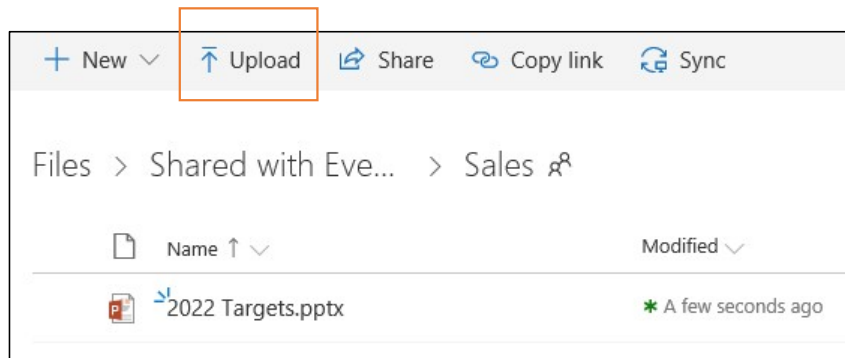 New Upload Share Copy link Sync
Files > Shared with Eve... > Sales
Name ↑ Modified
2022 Targets.pptx A few seconds ago